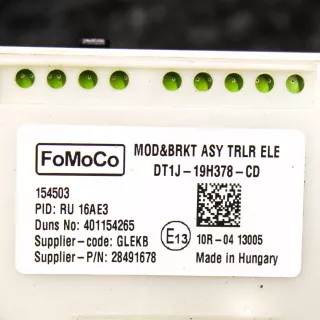 FoMoCo
MOD&BRKT ASY TRLR ELE
DT1J-19H378-CD
154503
PID: RU 16AE3
Duns No: 401154265
Supplier-code: GLEKB
Supplier-P/N: 28491678
E13
10R-04 13005
Made in Hungary